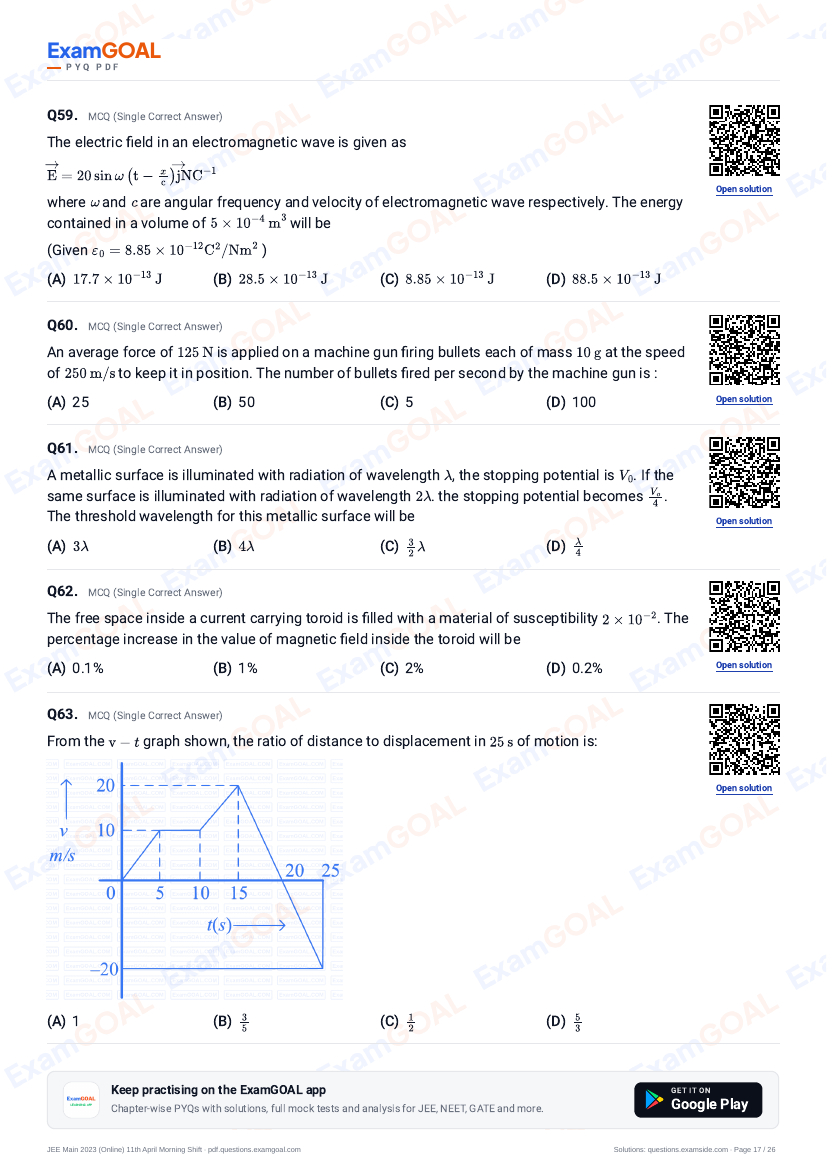 ExamGOAL
PYQ PDF
Q59. MCQ (Single Correct Answer)
The electric field in an electromagnetic wave is given as
$\overrightarrow{E} = 20 \sin \omega \left(t - \frac{x}{c}\right) \overrightarrow{j} NC^{-1}$
where ω and c are angular frequency and velocity of electromagnetic wave respectively. The energy
contained in a volume of 5 × 10⁻⁴ m³ will be
(Given ε₀ = 8.85 × 10⁻¹²C²/Nm² )
(A) 17.7 × 10⁻¹³ J (B) 28.5 × 10⁻¹³ J (C) 8.85 × 10⁻¹³ J (D) 88.5 × 10⁻¹³ J
Open solution
Q60. MCQ (Single Correct Answer)
An average force of 125 N is applied on a machine gun firing bullets each of mass 10 g at the speed
of 250 m/s to keep it in position. The number of bullets fired per second by the machine gun is :
(A) 25 (B) 50 (C) 5 (D) 100
Open solution
Q61. MCQ (Single Correct Answer)
A metallic surface is illuminated with radiation of wavelength λ, the stopping potential is V₀. If the
same surface is illuminated with radiation of wavelength 2λ. the stopping potential becomes $\frac{V_o}{4}$.
The threshold wavelength for this metallic surface will be
(A) 3λ (B) 4λ (C) $\frac{3}{2}$λ (D) $\frac{λ}{4}$
Open solution
Q62. MCQ (Single Correct Answer)
The free space inside a current carrying toroid is filled with a material of susceptibility 2 × 10⁻². The
percentage increase in the value of magnetic field inside the toroid will be
(A) 0.1% (B) 1% (C) 2% (D) 0.2%
Open solution
Q63. MCQ (Single Correct Answer)
From the v − t graph shown, the ratio of distance to displacement in 25 s of motion is:
Open solution
20
v 10
m/s
20 25
0 5 10 15
t(s)
−20
(A) 1 (B) $\frac{3}{5}$ (C) $\frac{1}{2}$ (D) $\frac{5}{3}$
Keep practising on the ExamGOAL app
Chapter-wise PYQs with solutions, full mock tests and analysis for JEE, NEET, GATE and more.
GET IT ON
Google Play
JEE Main 2023 (Online) 11th April Morning Shift · pdf.questions.examgoal.com
Solutions: questions.examside.com · Page 17 / 26